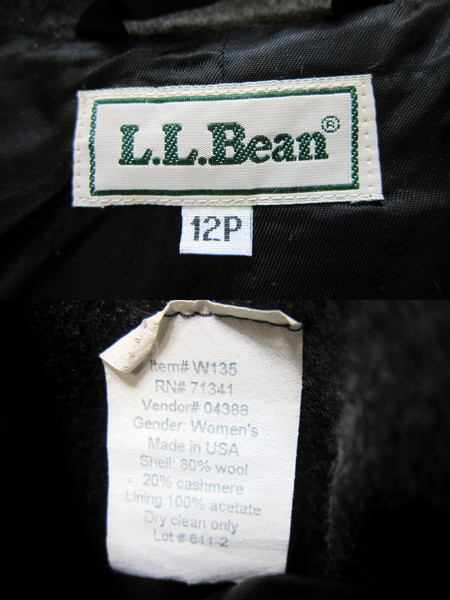 L.L.Bean®
12P
Item# W135
RN# 71341
Vendor# 04388
Gender: Women's
Made in USA
Shell: 80% wool
20% cashmere
Lining:100% acetate
Dry clean only
Lot # 611-2